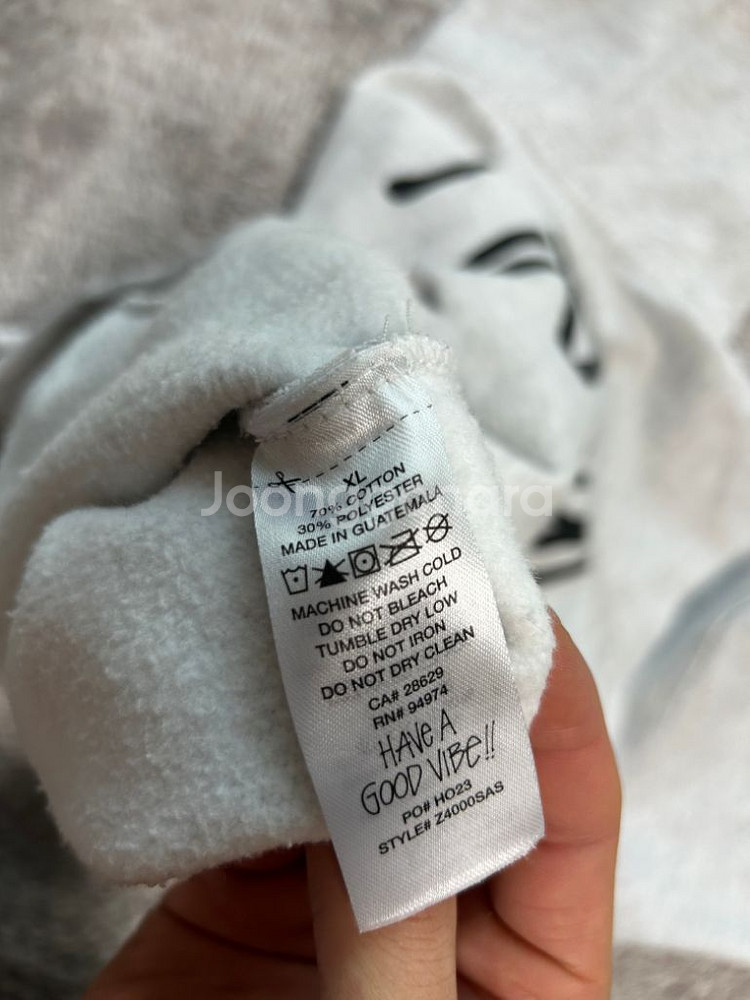 XL
70% COTTON
30% POLYESTER
MADE IN GUATEMALA
MACHINE WASH COLD
DO NOT BLEACH
TUMBLE DRY LOW
DO NOT IRON
DO NOT DRY CLEAN
CA# 28629
RN# 94974
HAVE A
GOOD VIBE!!
PO# HO23
STYLE# Z4000SAS